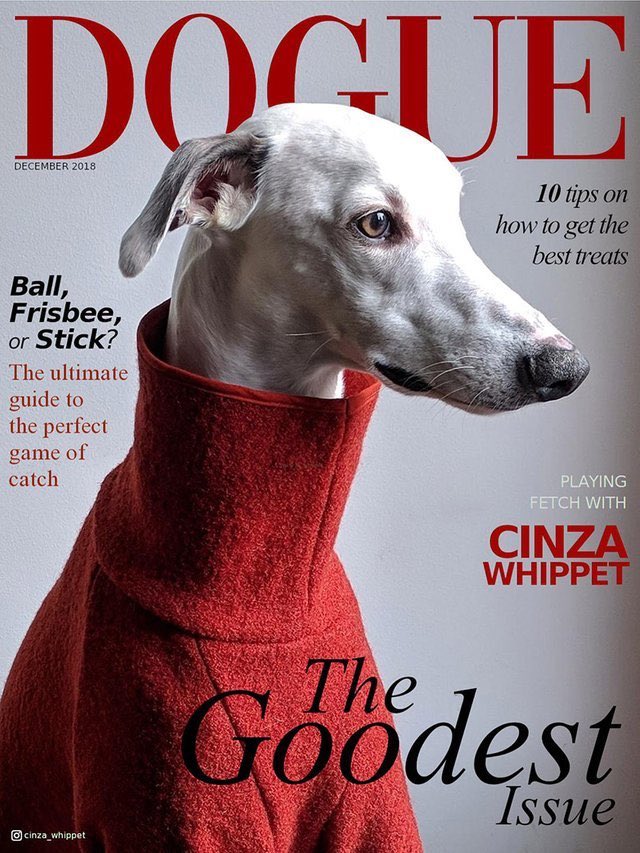 DOGUE
DECEMBER 2018
10 tips on
how to get the
best treats
Ball,
Frisbee,
or Stick?
The ultimate
guide to
the perfect
game of
catch
PLAYING
FETCH WITH
CINZA
WHIPPET
The
Goodest
Issue
cinza_whippet